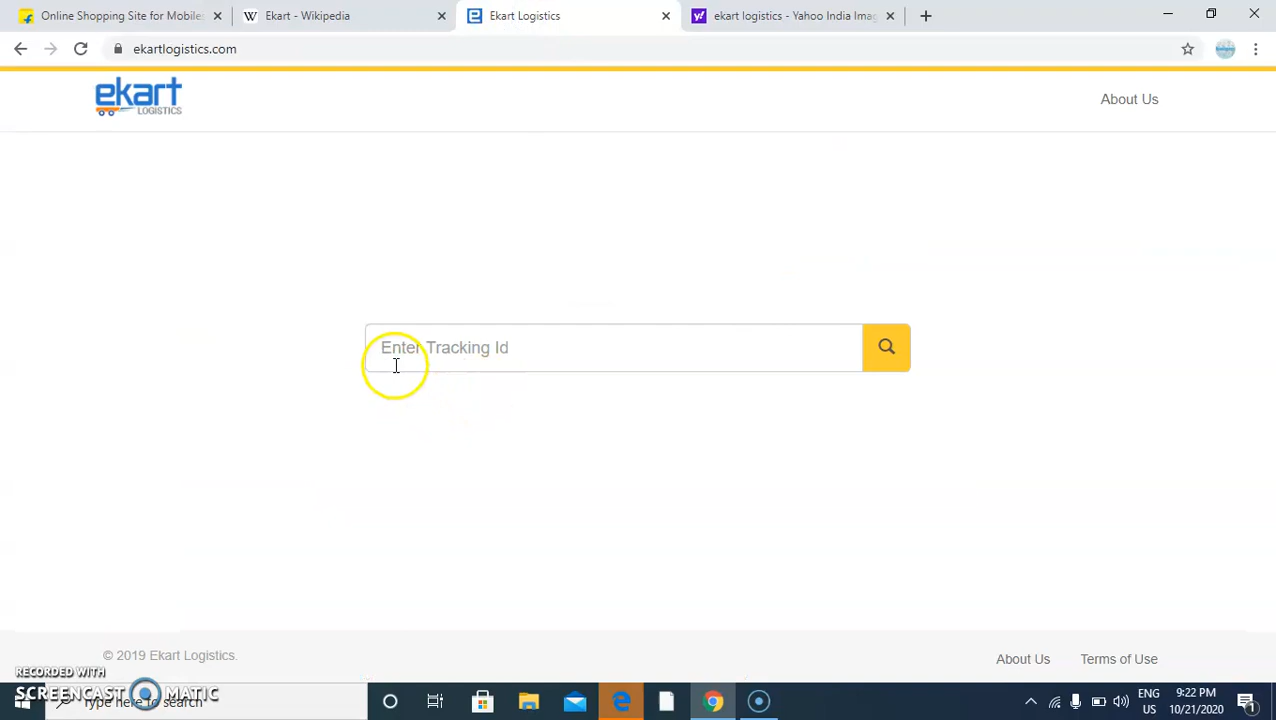 Online Shopping Site for Mobiles
Ekart - Wikipedia
Ekart Logistics
ekart logistics - Yahoo India Imag
ekartlogistics.com
ekart
LOGISTICS
About Us
Enter Tracking Id
© 2019 Ekart Logistics.
About Us
Terms of Use
RECORDED WITH
SCREENCAST MATIC
Type here to search
ENG
US
9:22 PM
10/21/2020
1